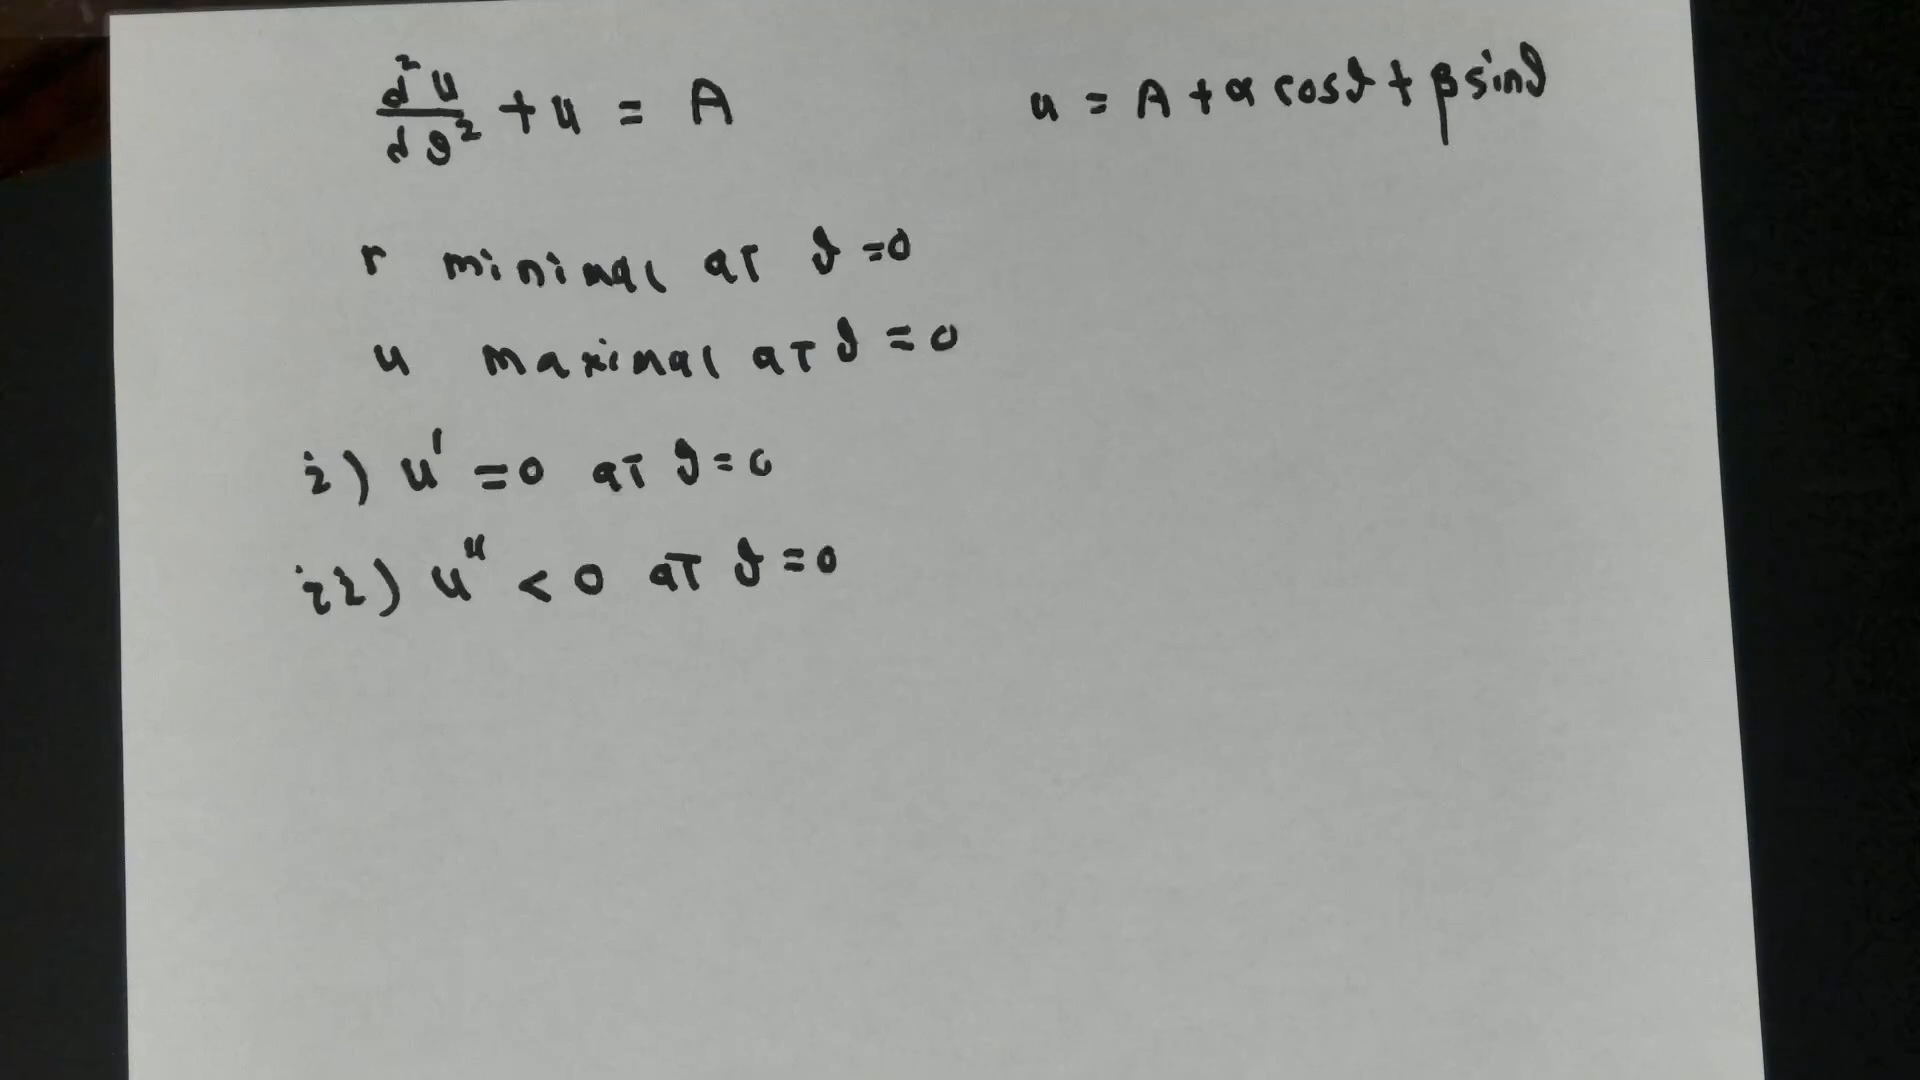 d²u/dϑ² + u = A u = A + α cosϑ + β sinϑ
r minimal at ϑ = 0
u maximal at ϑ = 0
i) u' = 0 at ϑ = 0
ii) u'' < 0 at ϑ = 0